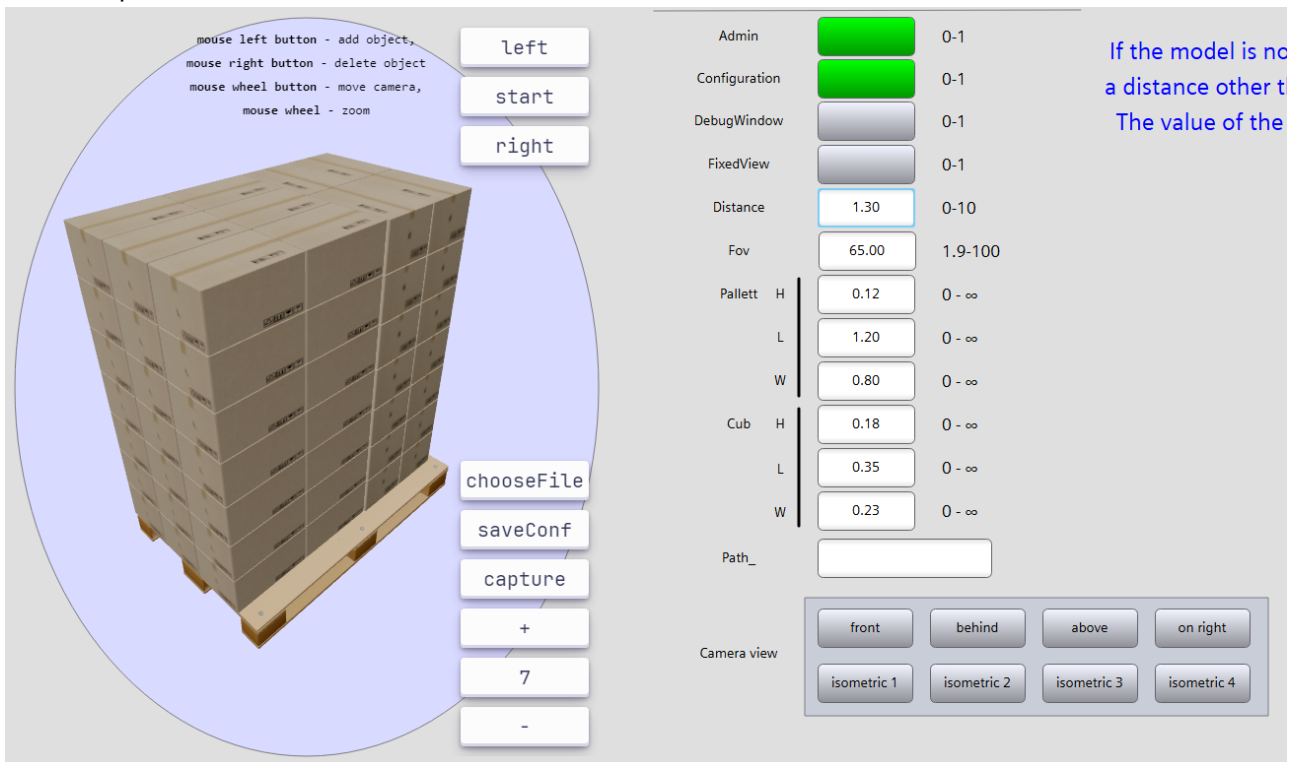 mouse left button - add object,
mouse right button - delete object
mouse wheel button - move camera,
mouse wheel - zoom
left
start
right
chooseFile
saveConf
capture
+
7
-
Admin 0-1
Configuration 0-1
DebugWindow 0-1
FixedView 0-1
Distance 1.30 0-10
Fov 65.00 1.9-100
Pallett H 0.12 0 - ∞
L 1.20 0 - ∞
W 0.80 0 - ∞
Cub H 0.18 0 - ∞
L 0.35 0 - ∞
W 0.23 0 - ∞
Path_
Camera view
front behind above on right
isometric 1 isometric 2 isometric 3 isometric 4
If the model is no
a distance other t
The value of the